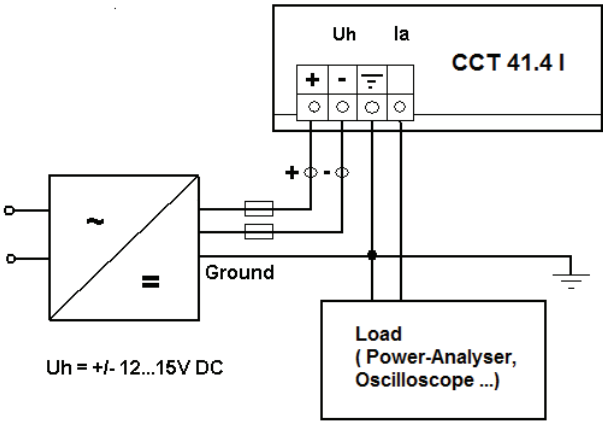 Uh Ia
CCT 41.4 I
+ -
+ -
~
=
Ground
Load
( Power-Analyser,
Oscilloscope ...)
Uh = +/- 12...15V DC